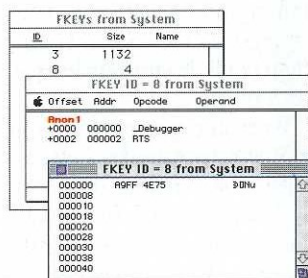 FKEYs from System
ID Size Name
3 1132
8 4
FKEY ID = 8 from System
Offset Addr Opcode Operand
Anon1
+0000 000000 _Debugger
+0002 000002 RTS
FKEY ID = 8 from System
000000 A9FF 4E75
000008
000010
000018
000020
000028
000030
000038
000040